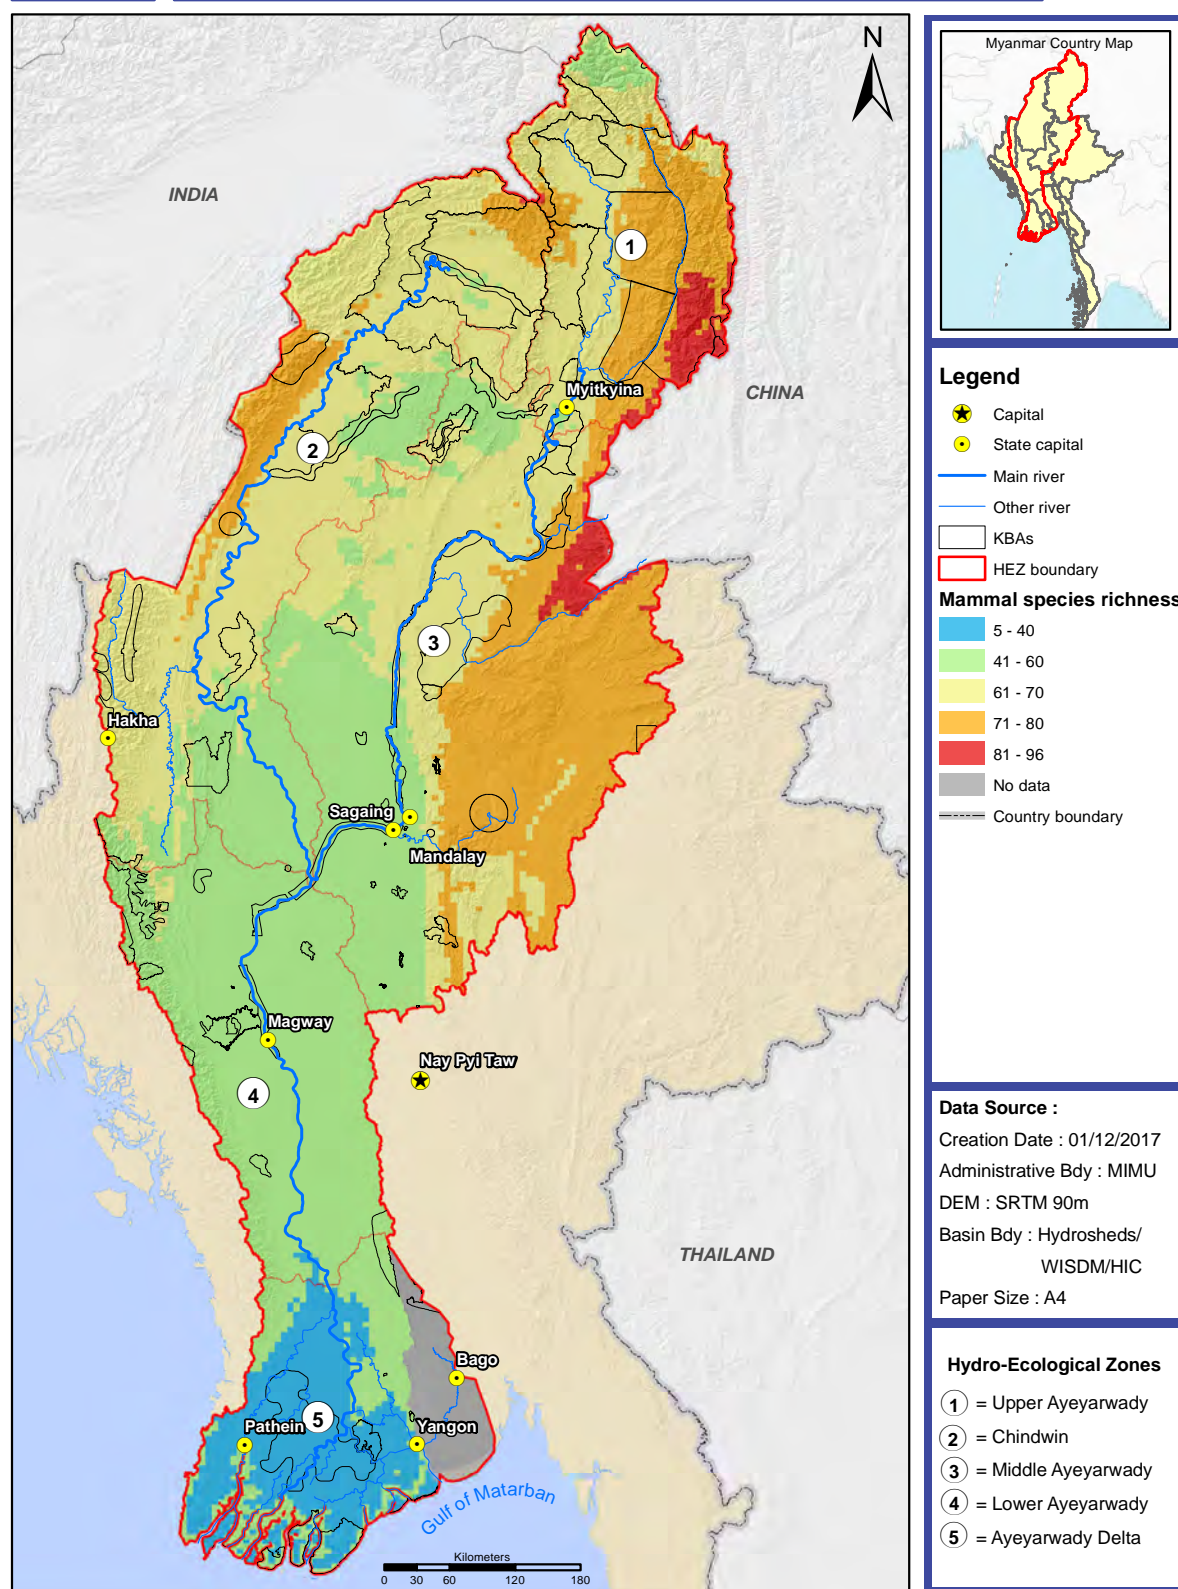 N
INDIA
1
Myitkyina
CHINA
2
3
Hakha
Sagaing
Mandalay
Magway
Nay Pyi Taw
4
THAILAND
Bago
Pathein
5
Yangon
Gulf of Matarban
Kilometers
0 30 60 120 180
Myanmar Country Map
Legend
Capital
State capital
Main river
Other river
KBAs
HEZ boundary
Mammal species richness
5 - 40
41 - 60
61 - 70
71 - 80
81 - 96
No data
Country boundary
Data Source :
Creation Date : 01/12/2017
Administrative Bdy : MIMU
DEM : SRTM 90m
Basin Bdy : Hydrosheds/
WISDM/HIC
Paper Size : A4
Hydro-Ecological Zones
1 = Upper Ayeyarwady
2 = Chindwin
3 = Middle Ayeyarwady
4 = Lower Ayeyarwady
5 = Ayeyarwady Delta